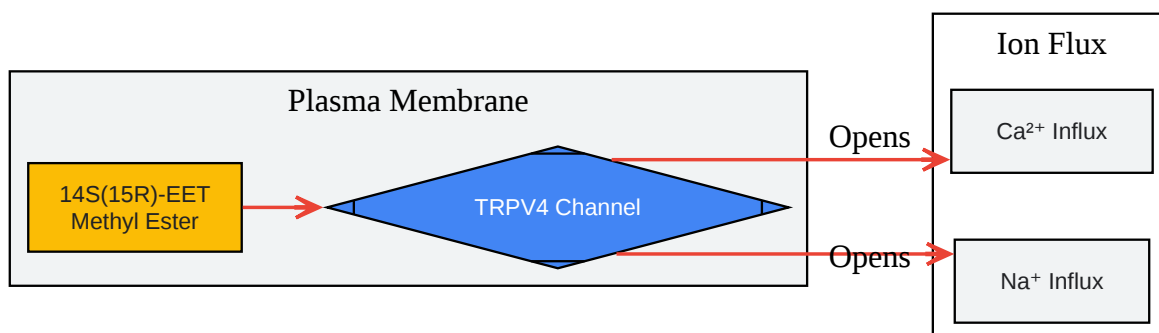 Ion Flux
Plasma Membrane
Opens
Ca²⁺ Influx
14S(15R)-EET
Methyl Ester
TRPV4 Channel
Opens
Na⁺ Influx